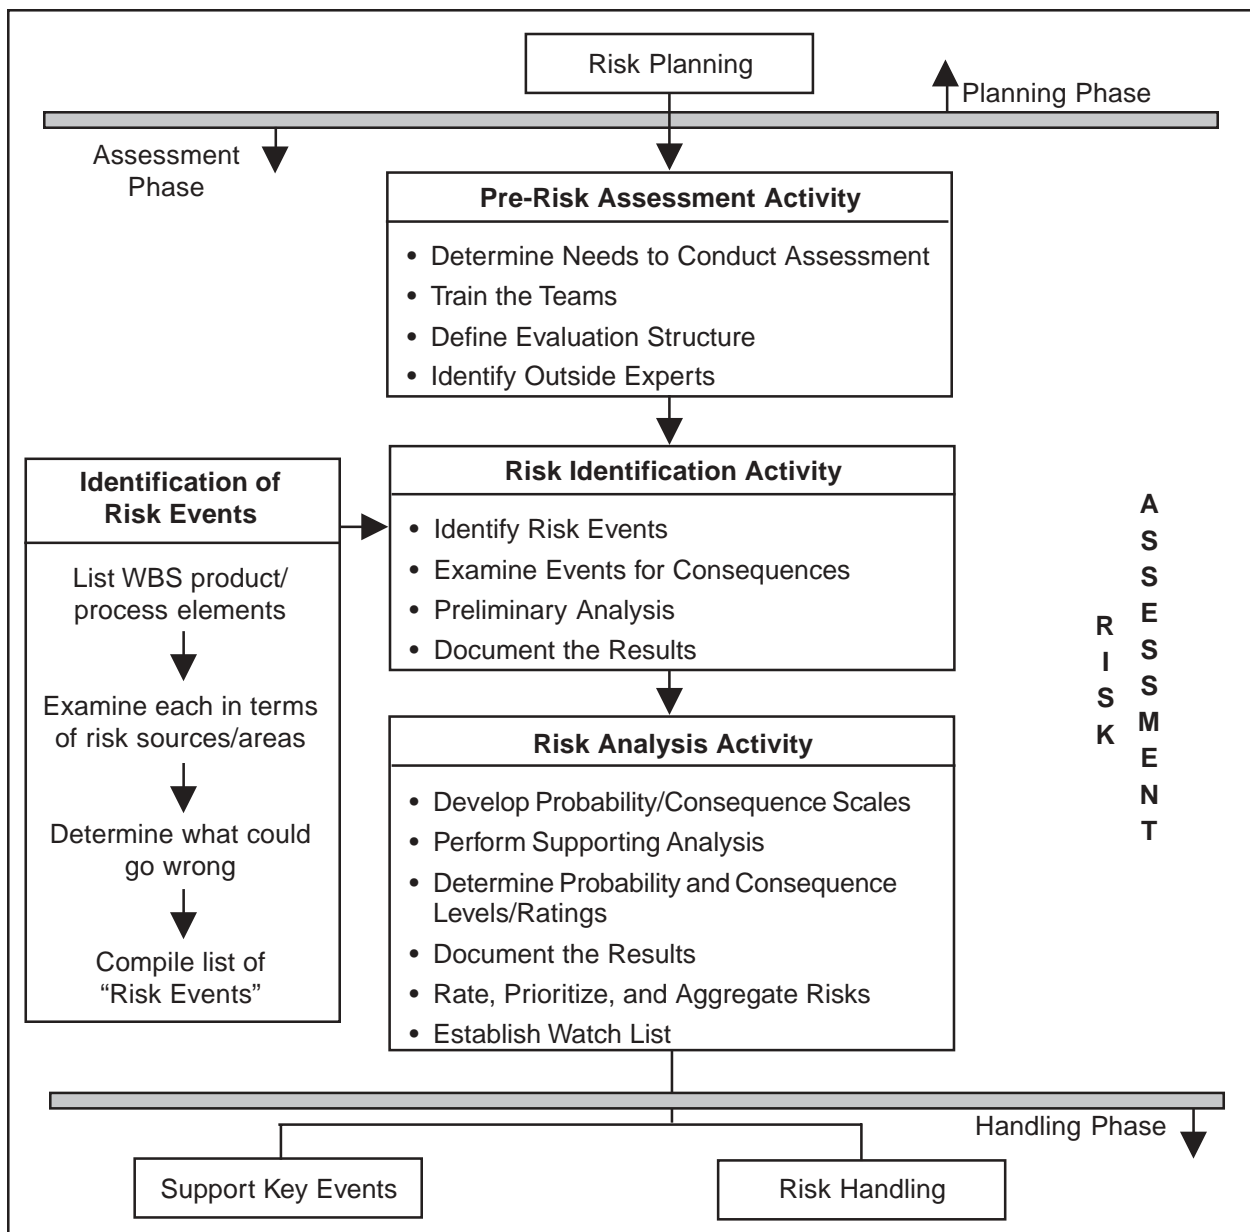 Risk Planning
Planning Phase
Assessment
Phase
Pre-Risk Assessment Activity
• Determine Needs to Conduct Assessment
• Train the Teams
• Define Evaluation Structure
• Identify Outside Experts
Identification of
Risk Events
List WBS product/
process elements
Examine each in terms
of risk sources/areas
Determine what could
go wrong
Compile list of
“Risk Events”
Risk Identification Activity
• Identify Risk Events
• Examine Events for Consequences
• Preliminary Analysis
• Document the Results
Risk Analysis Activity
• Develop Probability/Consequence Scales
• Perform Supporting Analysis
• Determine Probability and Consequence
Levels/Ratings
• Document the Results
• Rate, Prioritize, and Aggregate Risks
• Establish Watch List
RISK
ASSESSMENT
Handling Phase
Support Key Events
Risk Handling